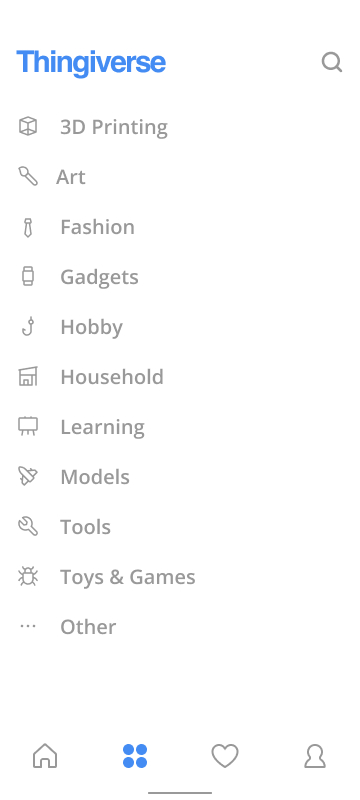 Thingiverse
3D Printing
Art
Fashion
Gadgets
Hobby
Household
Learning
Models
Tools
Toys & Games
Other